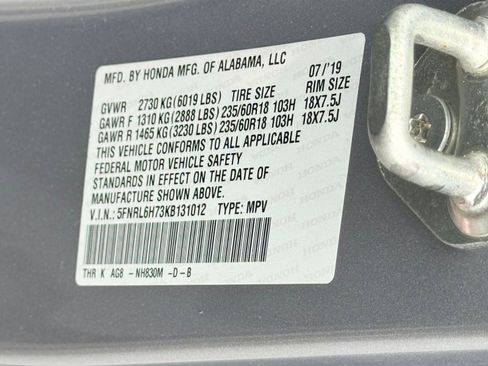 MFD. BY HONDA MFG. OF ALABAMA, LLC
07/'19
GVWR 2730 KG(6019 LBS) TIRE SIZE RIM SIZE
GAWR F 1310 KG(2888 LBS) 235/60R18 103H 18X7.5J
GAWR R 1465 KG(3230 LBS) 235/60R18 103H 18X7.5J
THIS VEHICLE CONFORMS TO ALL APPLICABLE
FEDERAL MOTOR VEHICLE SAFETY
STANDARDS IN EFFECT ON THE DATE OF
MANUFACTURE SHOWN ABOVE.
V.I.N.: 5FNRL6H73KB131012 TYPE: MPV
THR K AG8 -NH830M -D -B